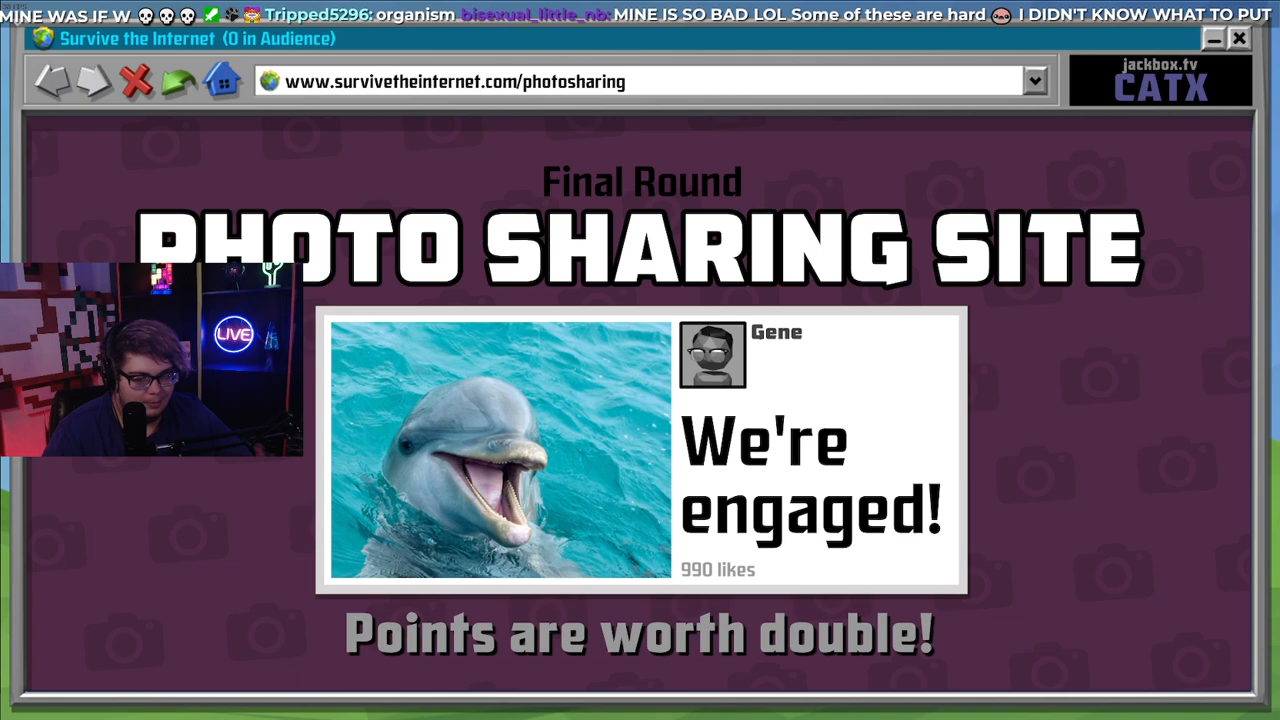 MINE WAS IF W 💀 💀 💀 Tripped5296: organism bisexual_little_nb: MINE IS SO BAD LOL Some of these are hard I DIDN'T KNOW WHAT TO PUT
Survive the Internet (0 in Audience)
www.survivetheinternet.com/photosharing
jackbox.tv
CATX
Final Round
PHOTO SHARING SITE
LIVE
Gene
We're
engaged!
990 likes
Points are worth double!